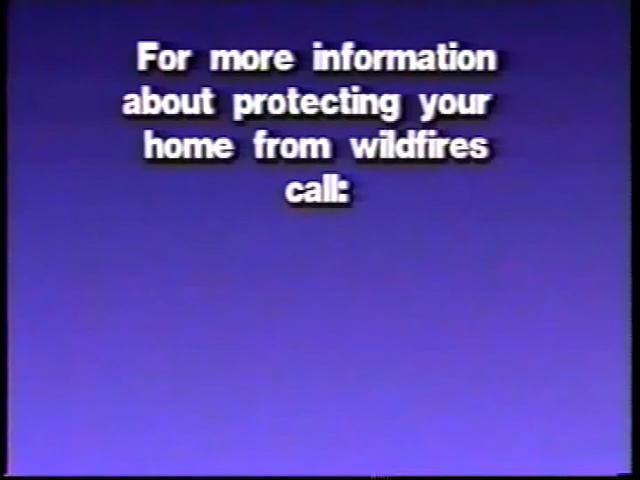 For more information
about protecting your
home from wildfires
call: